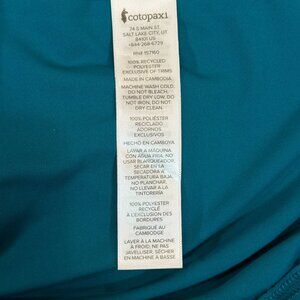 cotopaxi
74 S MAIN ST.
SALT LAKE CITY, UT
84101 US
+844-268-6729
RN# 157160
100% RECYCLED
POLYESTER
EXCLUSIVE OF TRIMS
MADE IN CAMBODIA
MACHINE WASH COLD,
DO NOT BLEACH,
TUMBLE DRY LOW, DO
NOT IRON, DO NOT
DRY-CLEAN.
100% POLIÉSTER
RECICLADO
ADORNOS
EXCLUSIVOS
HECHO EN CAMBOYA
LAVAR A MÁQUINA
CON AGUA FRÍA, NO
USAR BLANQUEADOR,
SECAR EN LA
SECADORA A
TEMPERATURA BAJA,
NO PLANCHAR,
NO LLEVAR A LA
TINTORERÍA
100% POLYESTER
RECYCLÉ
À L'EXCLUSION DES
BORDURES
FABRIQUÉ AU
CAMBODGE
LAVER À LA MACHINE
À FROID, NE PAS
JAVELLISER, SÉCHER
EN MACHINE À BASSE